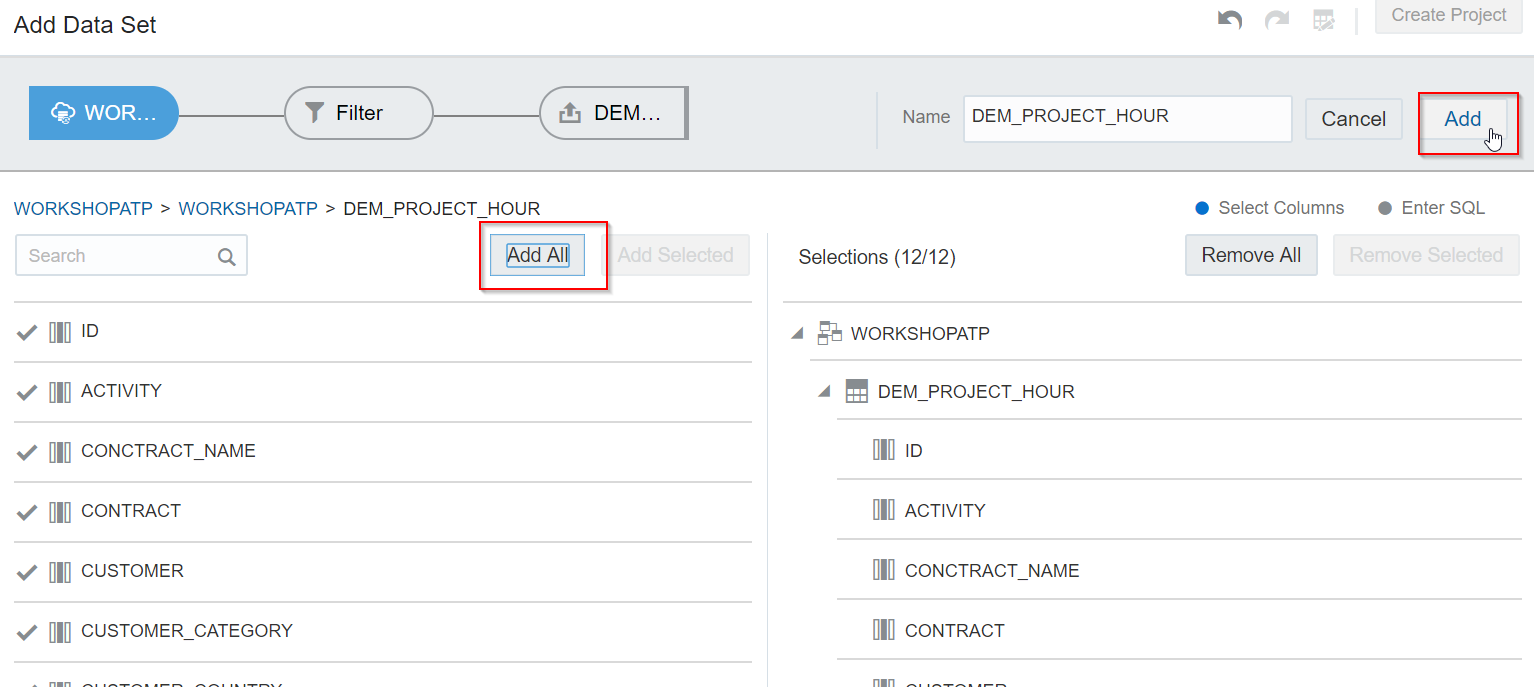 Add Data Set
Create Project
WOR...
Filter
DEM...
Name
DEM_PROJECT_HOUR
Cancel
Add
WORKSHOPATP > WORKSHOPATP > DEM_PROJECT_HOUR
Select Columns
Enter SQL
Search
Add All
Add Selected
Selections (12/12)
Remove All
Remove Selected
ID
ACTIVITY
CONCTRACT_NAME
CONTRACT
CUSTOMER
CUSTOMER_CATEGORY
CUSTOMER_COUNTRY
WORKSHOPATP
DEM_PROJECT_HOUR
ID
ACTIVITY
CONCTRACT_NAME
CONTRACT
CUSTOMER